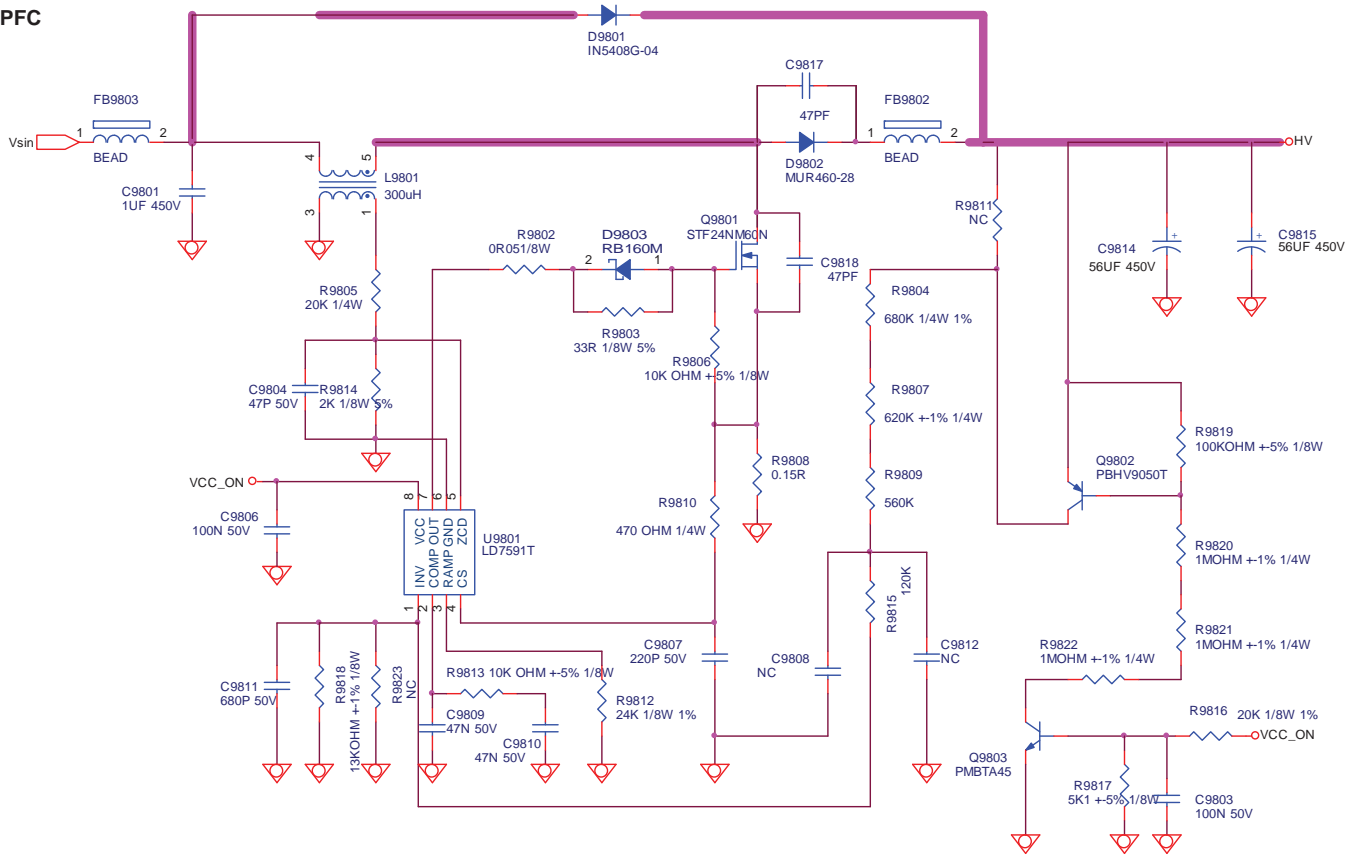 PFC
D9801
IN5408G-04
C9817
47PF
FB9803
Vsin
1
2
BEAD
C9801
1UF 450V
4
5
L9801
300uH
3
1
D9802
MUR460-28
FB9802
1
2
BEAD
HV
R9811
NC
C9814
56UF 450V
C9815
56UF 450V
R9802
0R051/8W
D9803
RB160M
2
1
Q9801
STF24NM60N
C9818
47PF
R9805
20K 1/4W
R9803
33R 1/8W 5%
R9806
10K OHM +-5% 1/8W
R9804
680K 1/4W 1%
C9804
47P 50V
R9814
2K 1/8W 5%
R9807
620K +-1% 1/4W
R9819
100KOHM +-5% 1/8W
Q9802
PBHV9050T
R9808
0.15R
R9809
560K
VCC_ON
C9806
100N 50V
R9810
470 OHM 1/4W
8
7
6
5
U9801
LD7591T
INV
VCC
COMP
OUT
RAMP
GND
CS
ZCD
1
2
3
4
R9820
1MOHM +-1% 1/4W
R9815
120K
R9821
1MOHM +-1% 1/4W
R9822
1MOHM +-1% 1/4W
C9807
220P 50V
C9808
NC
C9812
NC
C9811
680P 50V
R9818
13KOHM +-1% 1/8W
R9823
NC
R9813 10K OHM +-5% 1/8W
C9809
47N 50V
C9810
47N 50V
R9812
24K 1/8W 1%
R9816
20K 1/8W 1%
VCC_ON
Q9803
PMBTA45
R9817
5K1 +-5% 1/8W
C9803
100N 50V